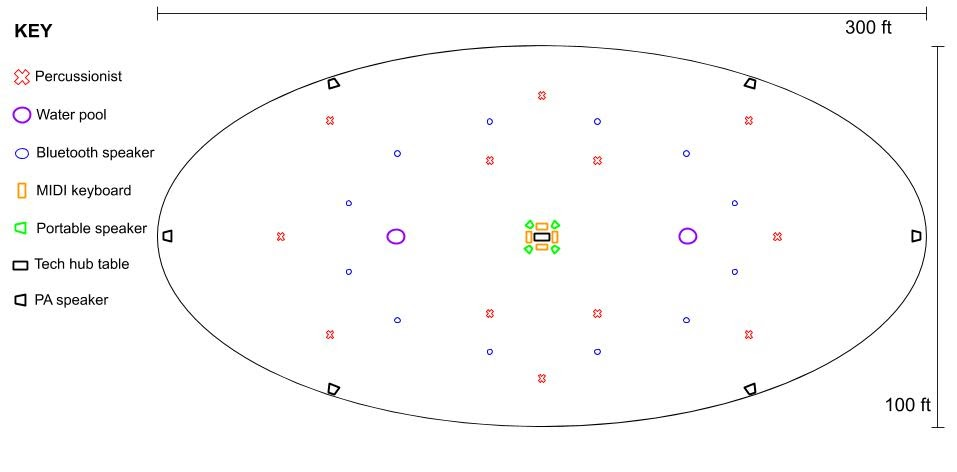 300 ft
KEY
Percussionist
Water pool
Bluetooth speaker
MIDI keyboard
Portable speaker
Tech hub table
PA speaker
100 ft